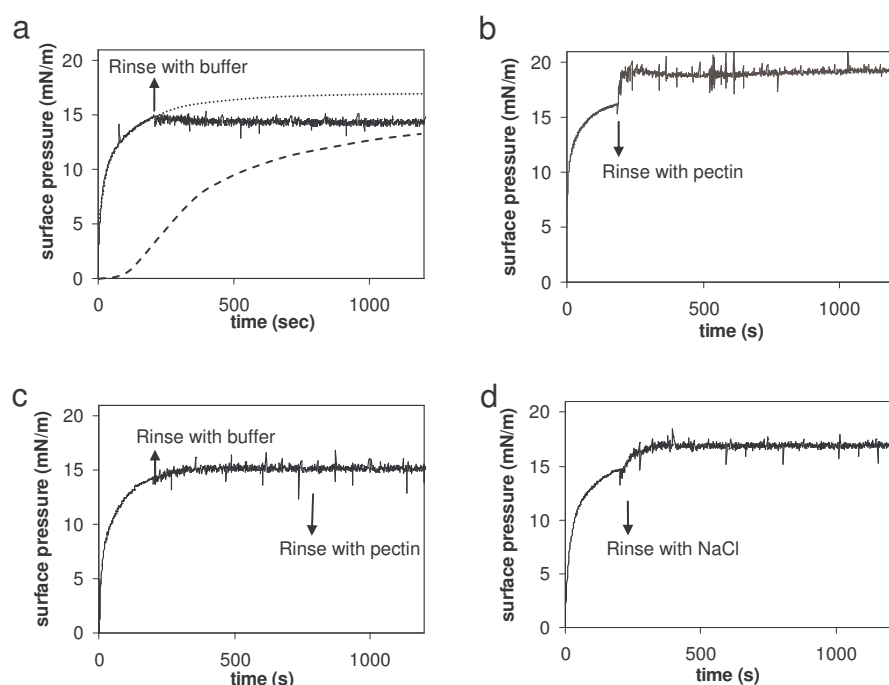 a
surface pressure (mN/m)
20
15
10
5
0
Rinse with buffer
0
500
1000
time (sec)
b
surface pressure (mN/m)
20
15
10
5
0
Rinse with pectin
0
500
1000
time (s)
c
surface pressure (mN/m)
20
15
10
5
0
Rinse with buffer
Rinse with pectin
0
500
1000
time (s)
d
surface pressure (mN/m)
20
15
10
5
0
Rinse with NaCl
0
500
1000
time (s)